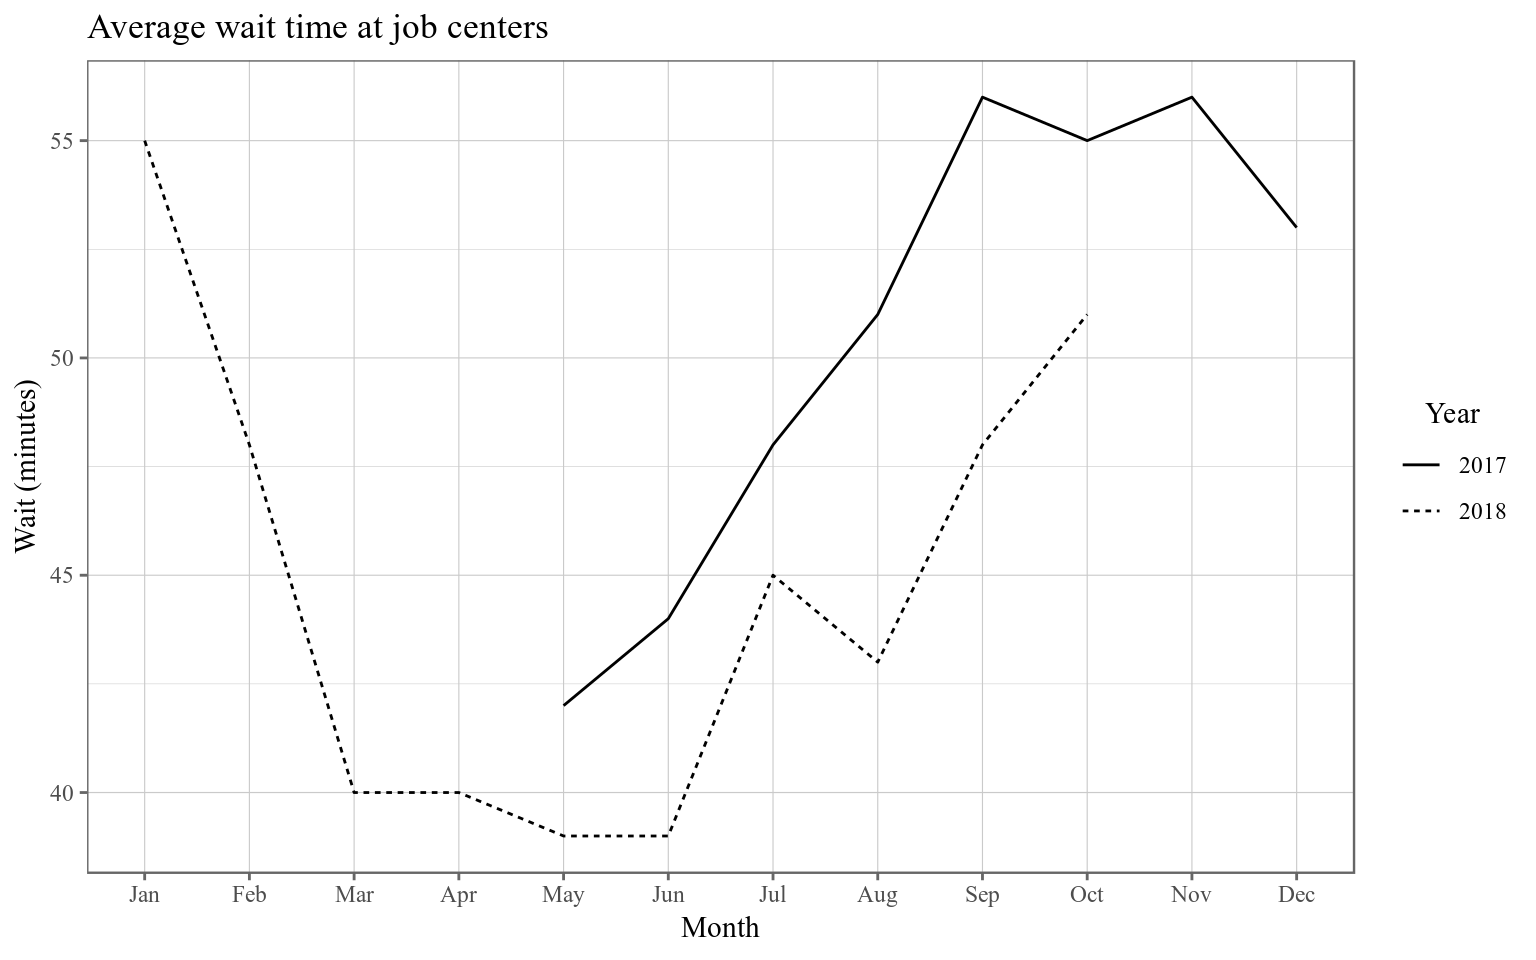 Average wait time at job centers
55
50
45
40
Wait (minutes)
Jan Feb Mar Apr May Jun Jul Aug Sep Oct Nov Dec
Month
Year
2017
2018